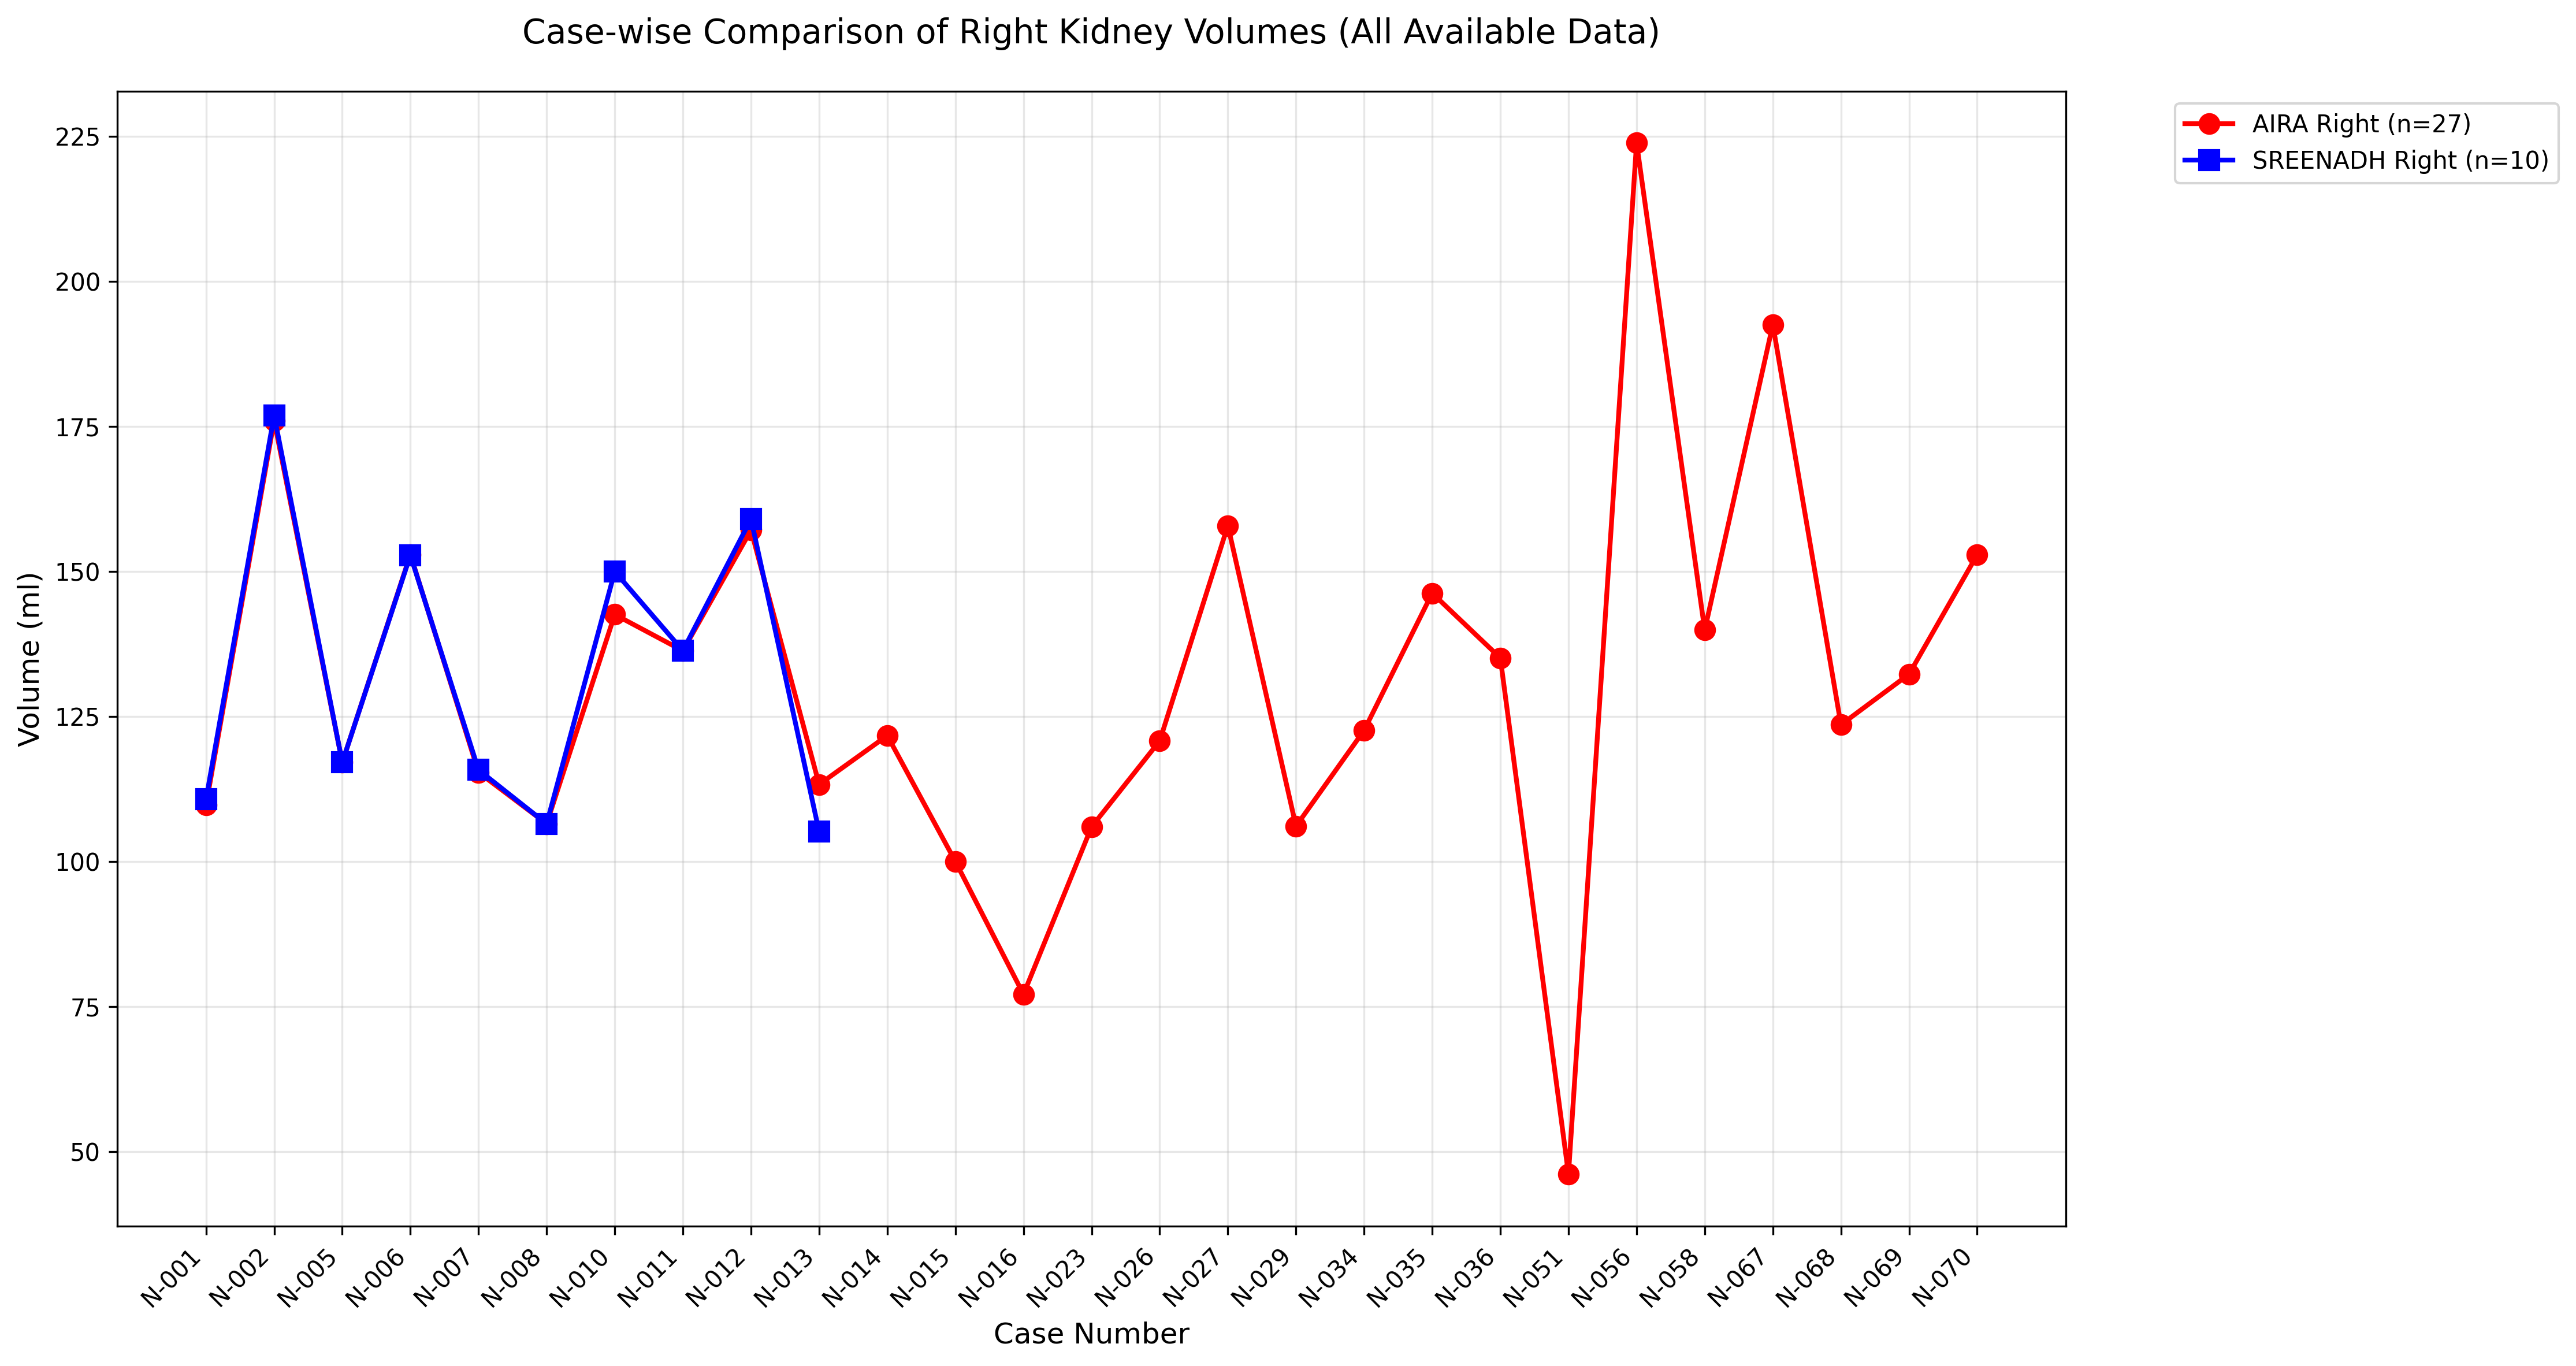 Case-wise Comparison of Right Kidney Volumes (All Available Data)
AIRA Right (n=27)
SREENADH Right (n=10)
Volume (ml)
225
200
175
150
125
100
75
50
N-001
N-002
N-005
N-006
N-007
N-008
N-010
N-011
N-012
N-013
N-014
N-015
N-016
N-023
N-026
N-027
N-029
N-034
N-035
N-036
N-051
N-056
N-058
N-067
N-068
N-069
N-070
Case Number